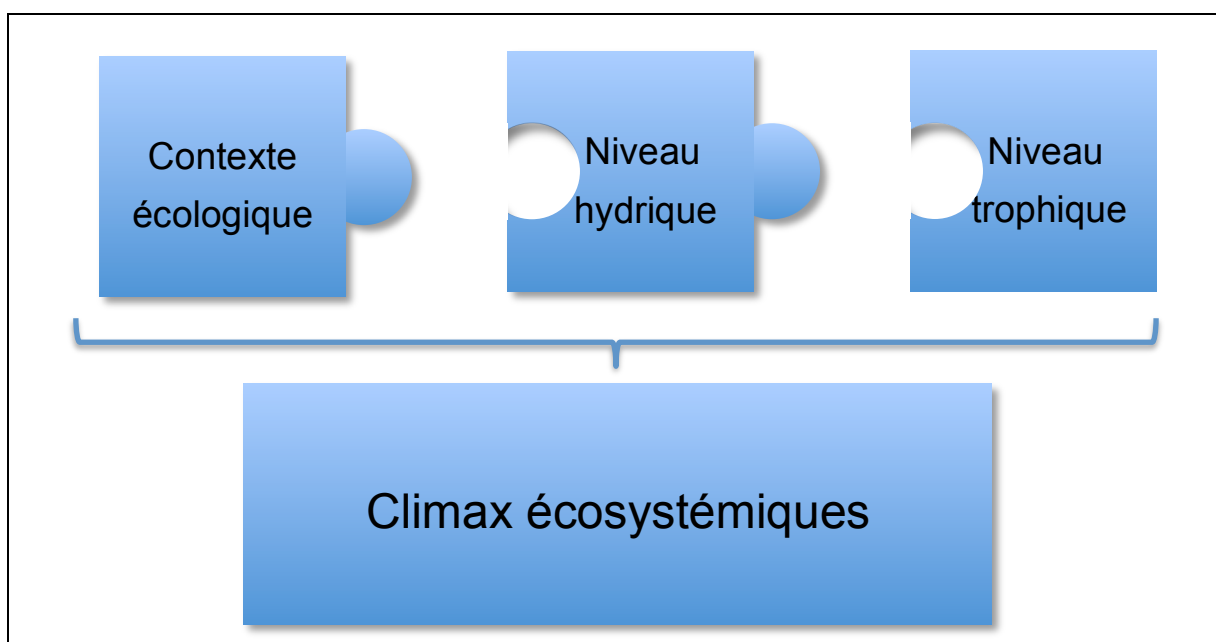 Contexte
écologique
Niveau
hydrique
Niveau
trophique
Climax écosystémiques